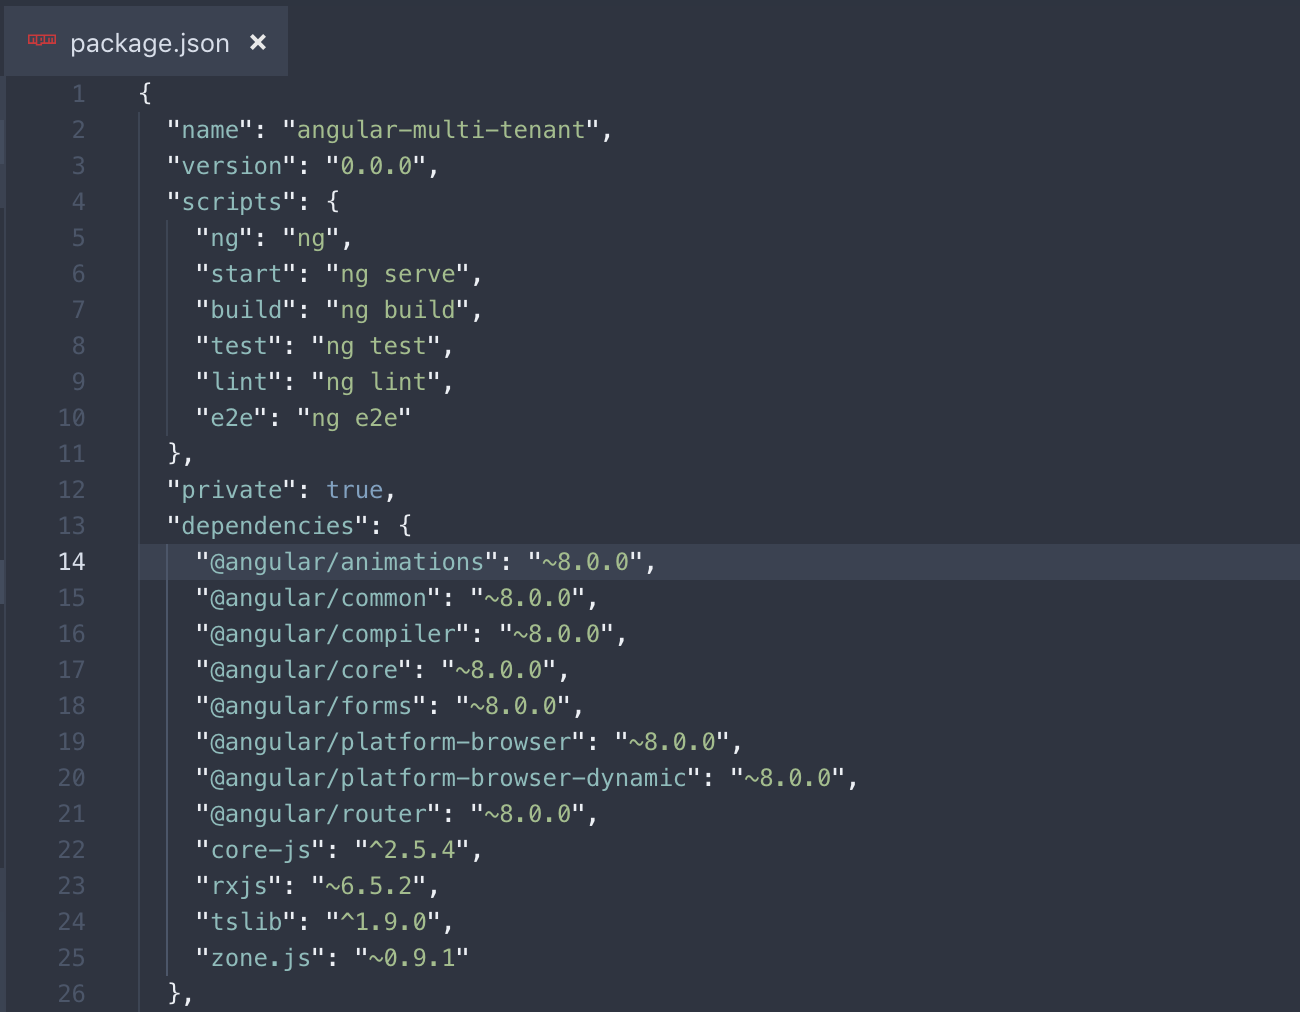 package.json ×
1 {
2 "name": "angular-multi-tenant",
3 "version": "0.0.0",
4 "scripts": {
5 "ng": "ng",
6 "start": "ng serve",
7 "build": "ng build",
8 "test": "ng test",
9 "lint": "ng lint",
10 "e2e": "ng e2e"
11 },
12 "private": true,
13 "dependencies": {
14 "@angular/animations": "~8.0.0",
15 "@angular/common": "~8.0.0",
16 "@angular/compiler": "~8.0.0",
17 "@angular/core": "~8.0.0",
18 "@angular/forms": "~8.0.0",
19 "@angular/platform-browser": "~8.0.0",
20 "@angular/platform-browser-dynamic": "~8.0.0",
21 "@angular/router": "~8.0.0",
22 "core-js": "^2.5.4",
23 "rxjs": "~6.5.2",
24 "tslib": "^1.9.0",
25 "zone.js": "~0.9.1"
26 },